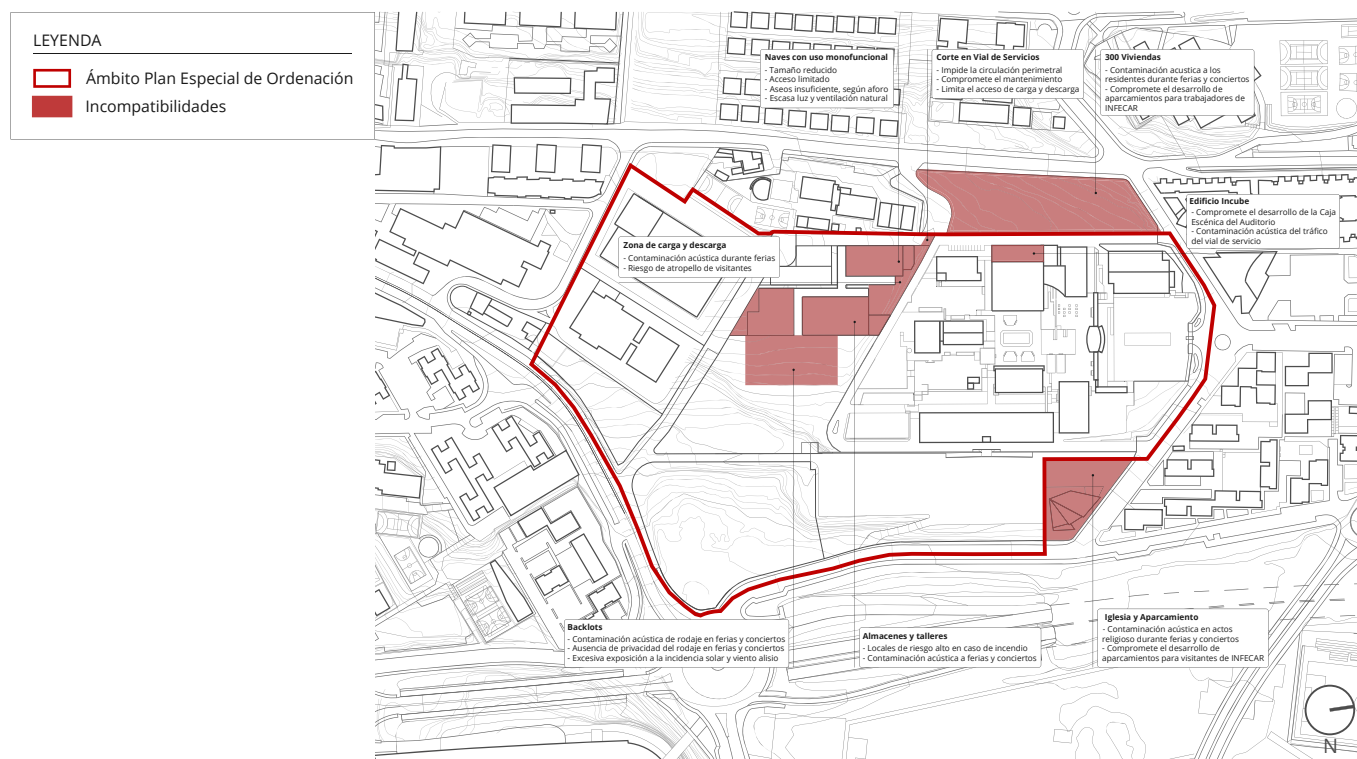 LEYENDA
Ámbito Plan Especial de Ordenación
Incompatibilidades
Naves con uso monofuncional
- Tamaño reducido
- Acceso limitado
- Aseos insuficiente, según aforo
- Escasa luz y ventilación natural
Corte en Vial de Servicios
- Impide la circulación perimetral
- Compromete el mantenimiento
- Limita el acceso de carga y descarga
300 Viviendas
- Contaminación acustica a los
residentes durante ferias y conciertos
- Compromete el desarrollo de
aparcamientos para trabajadores de
INFECAR
Edificio Incube
- Compromete el desarrollo de la Caja
Escénica del Auditorio
- Contaminación acústica del tráfico
del vial de servicio
Zona de carga y descarga
- Contaminación acústica durante ferias
- Riesgo de atropello de visitantes
Backlots
- Contaminación acústica de rodaje en ferias y conciertos
- Ausencia de privacidad del rodaje en ferias y conciertos
- Excesiva exposición a la incidencia solar y viento alisio
Almacenes y talleres
- Locales de riesgo alto en caso de incendio
- Contaminación acústica a ferias y conciertos
Iglesia y Aparcamiento
- Contaminación acústica en actos
religioso durante ferias y conciertos
- Compromete el desarrollo de
aparcamientos para visitantes de INFECAR
N